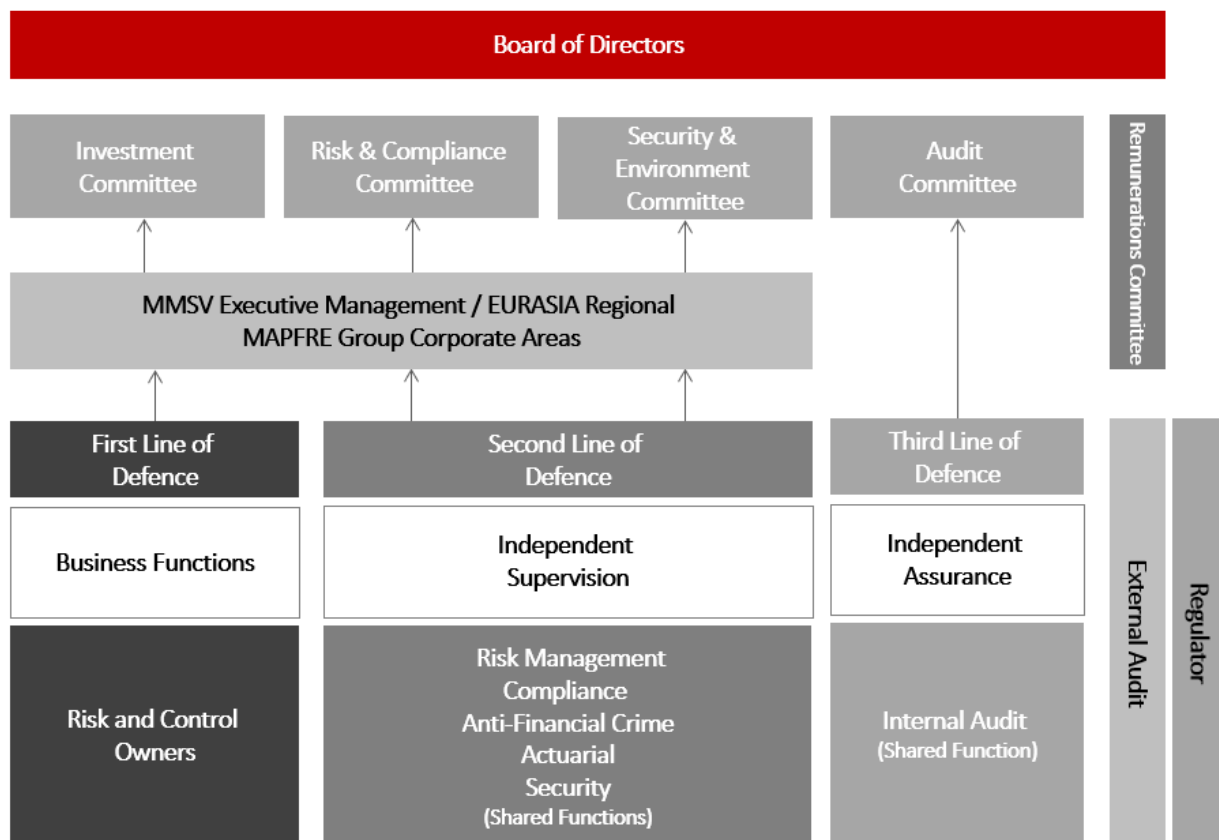 Board of Directors
Investment
Committee
Risk & Compliance
Committee
Security &
Environment
Committee
Audit
Committee
Remunerations Committee
MMSV Executive Management / EURASIA Regional
MAPFRE Group Corporate Areas
First Line of
Defence
Second Line of
Defence
Third Line of
Defence
Business Functions
Independent
Supervision
Independent
Assurance
Risk and Control
Owners
Risk Management
Compliance
Anti-Financial Crime
Actuarial
Security
(Shared Functions)
Internal Audit
(Shared Function)
External Audit
Regulator